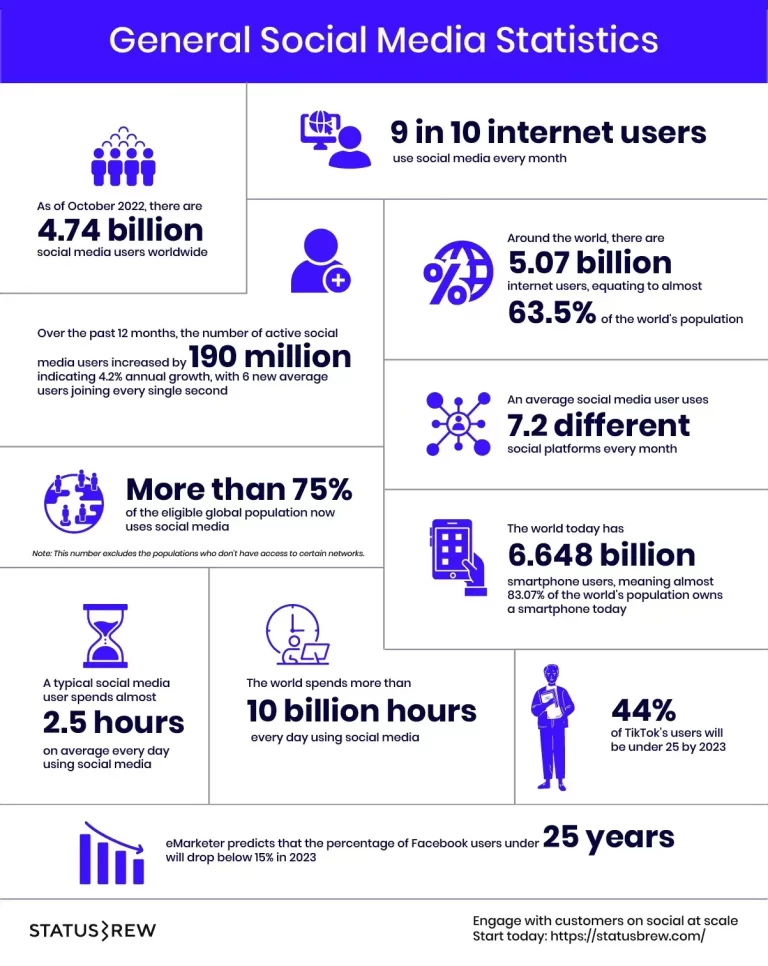 General Social Media Statistics
As of October 2022, there are
4.74 billion
social media users worldwide
9 in 10 internet users
use social media every month
Over the past 12 months, the number of active social
media users increased by 190 million
indicating 4.2% annual growth, with 6 new average
users joining every single second
Around the world, there are
5.07 billion
internet users, equating to almost
63.5% of the world's population
An average social media user uses
7.2 different
social platforms every month
More than 75%
of the eligible global population now
uses social media
Note: This number excludes the populations who don't have access to certain networks.
The world today has
6.648 billion
smartphone users, meaning almost
83.07% of the world's population owns
a smartphone today
A typical social media
user spends almost
2.5 hours
on average every day
using social media
The world spends more than
10 billion hours
every day using social media
44%
of TikTok's users will
be under 25 by 2023
eMarketer predicts that the percentage of Facebook users under 25 years
will drop below 15% in 2023
STATUSBREW
Engage with customers on social at scale
Start today: https://statusbrew.com/